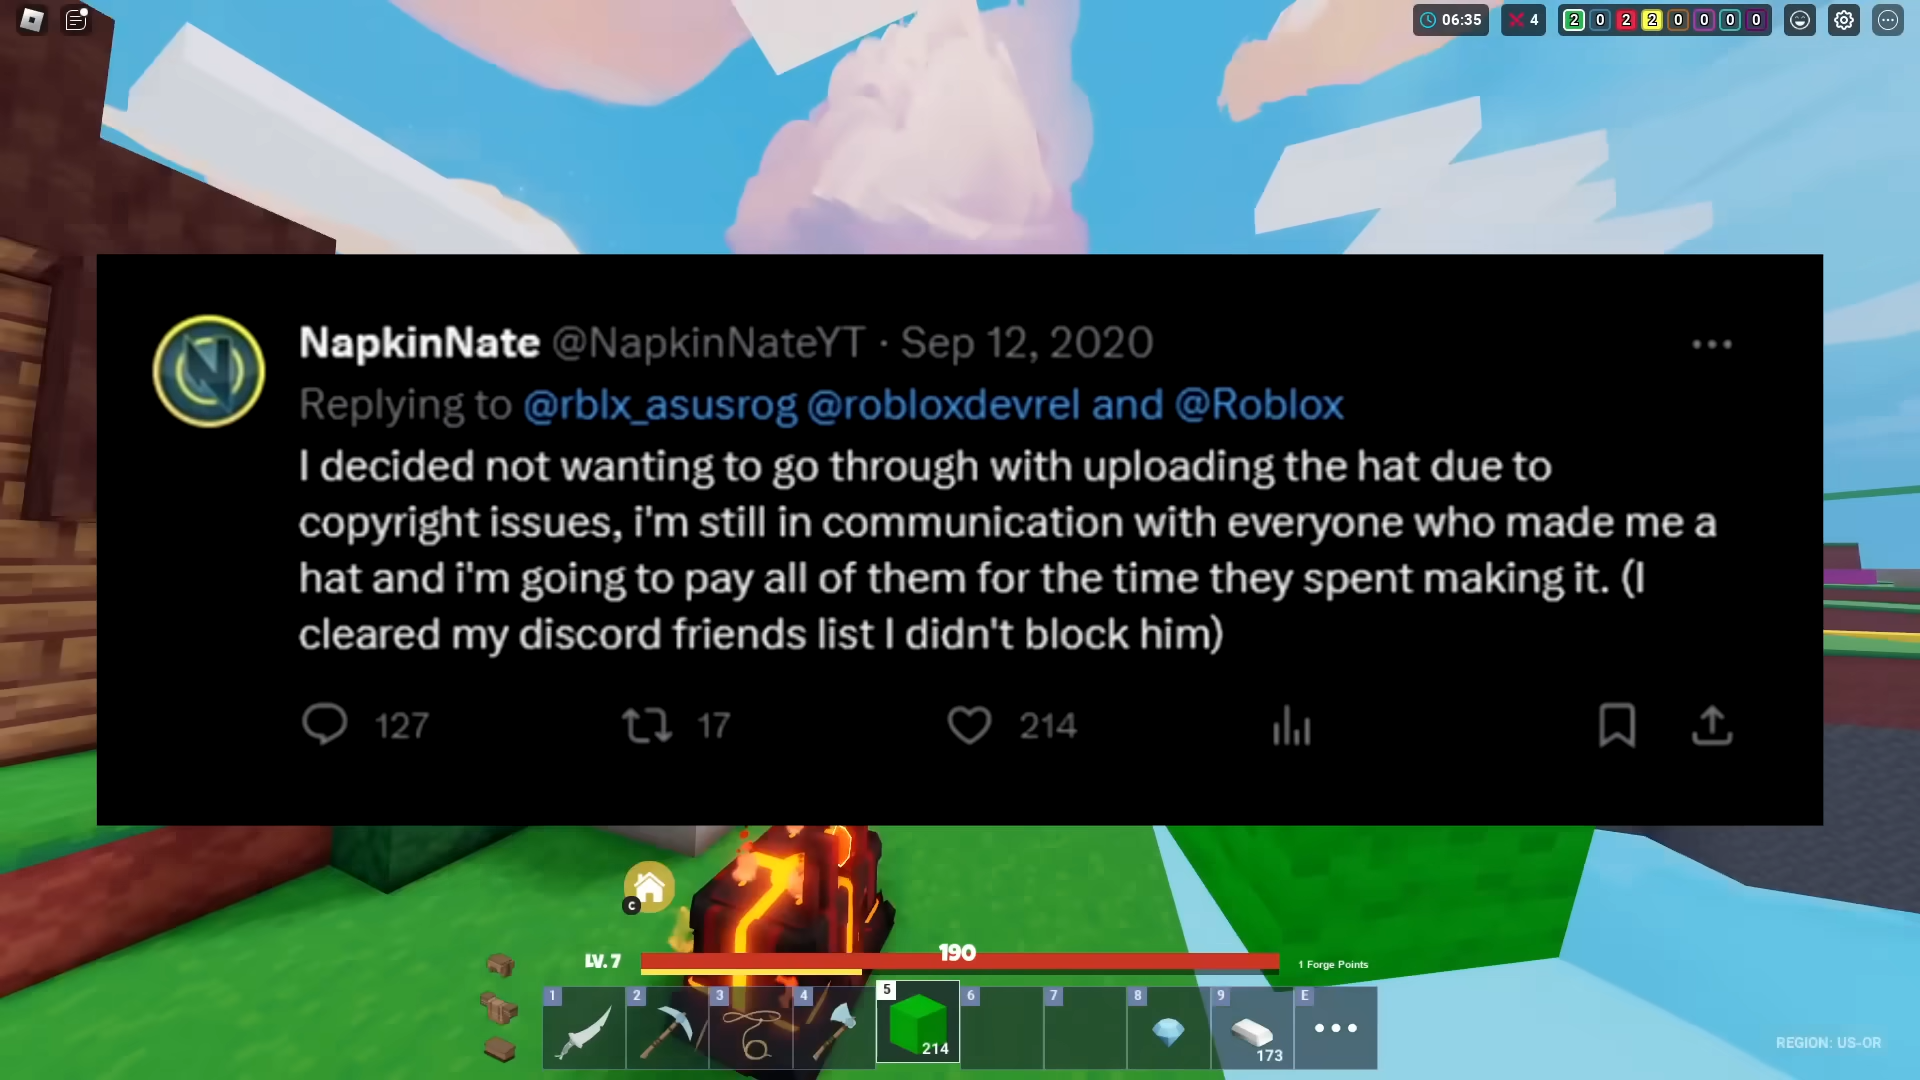 06:35
4
2 0 2 2 0 0 0 0
NapkinNate @NapkinNateYT · Sep 12, 2020
Replying to @rblx_asusrog @robloxdevrel and @Roblox
I decided not wanting to go through with uploading the hat due to
copyright issues, i'm still in communication with everyone who made me a
hat and i'm going to pay all of them for the time they spent making it. (I
cleared my discord friends list I didn't block him)
127 17 214
C
LV. 7 190 1 Forge Points
1 2 3 4 5 6 7 8 9 E
214 173
REGION: US-OR